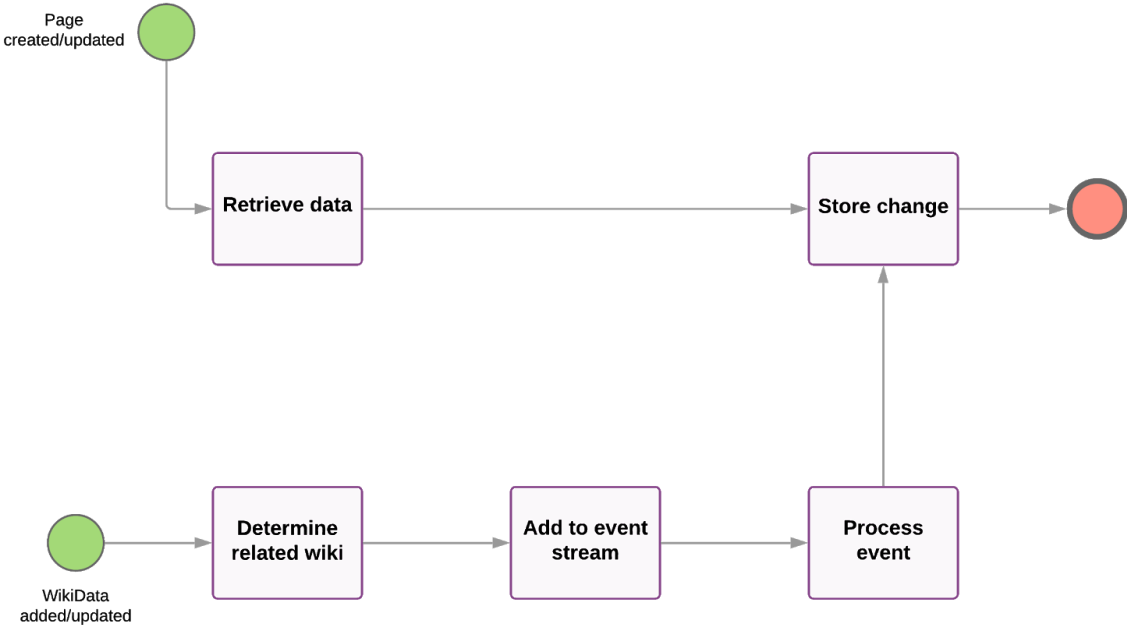 Page
created/updated
Retrieve data
Store change
Determine
related wiki
Add to event
stream
Process
event
WikiData
added/updated